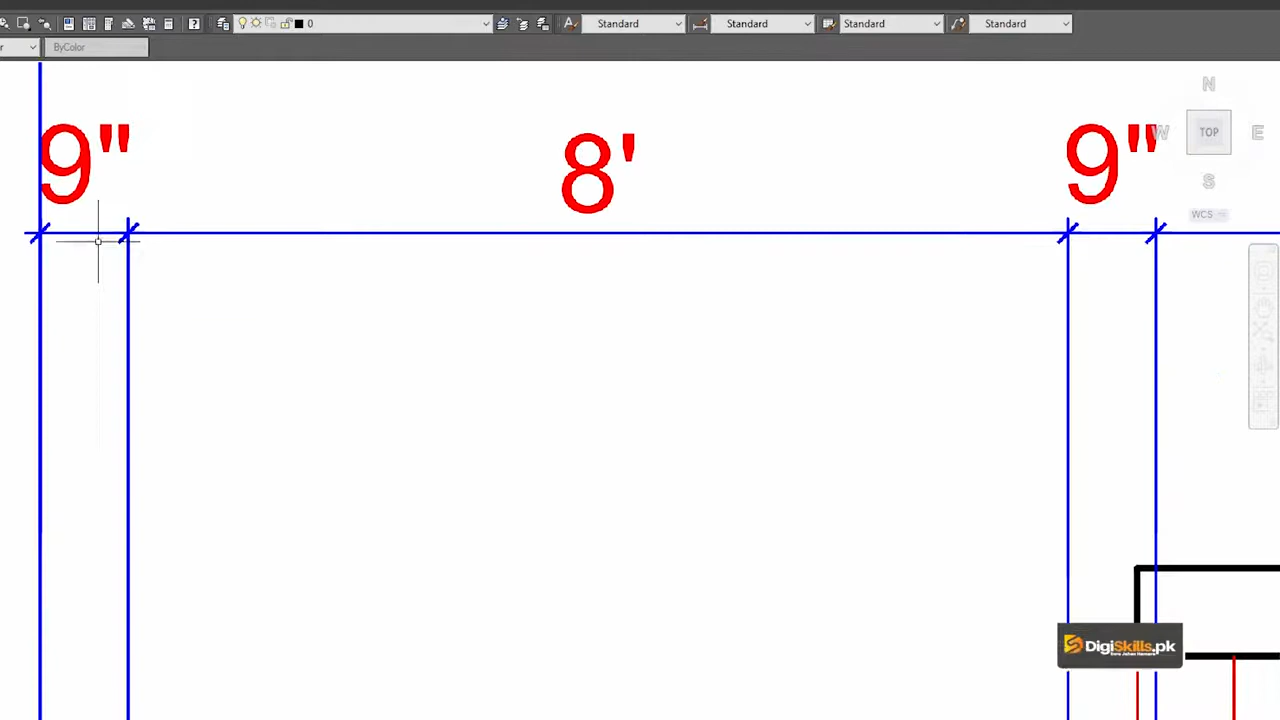 0
Standard
Standard
Standard
Standard
ByColor
N
9"
8'
9"
W
TOP
E
S
WCS
DigiSkills.pk